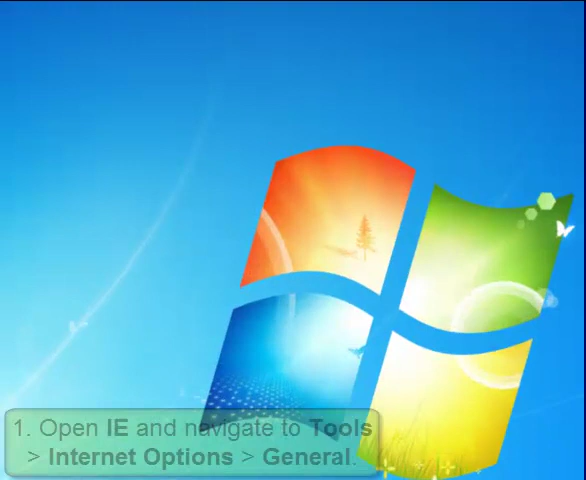 1. Open IE and navigate to Tools
> Internet Options > General.